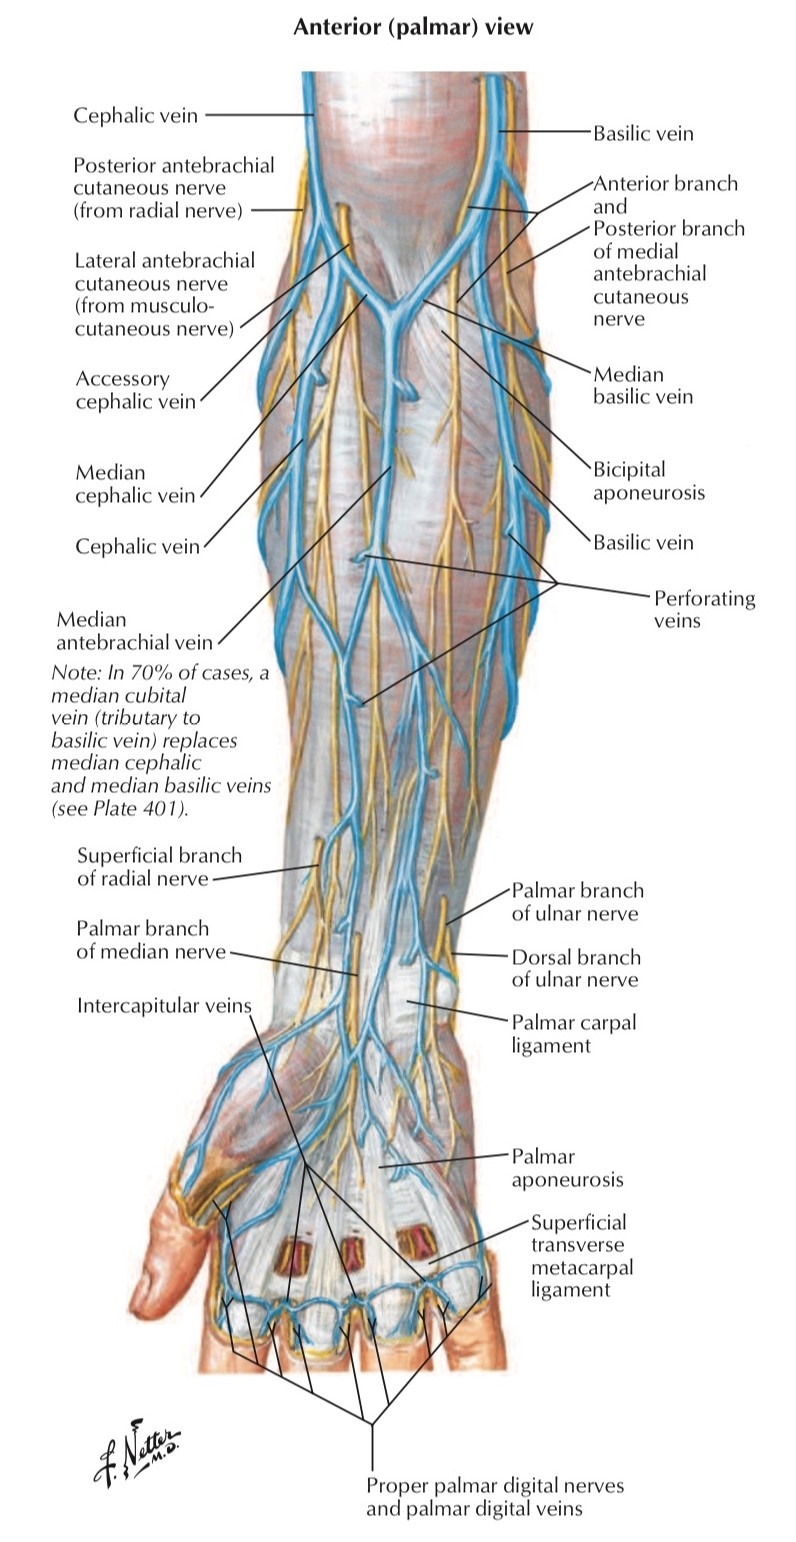 Anterior (palmar) view
Cephalic vein
Posterior antebrachial
cutaneous nerve
(from radial nerve)
Lateral antebrachial
cutaneous nerve
(from musculo-
cutaneous nerve)
Accessory
cephalic vein
Median
cephalic vein
Cephalic vein
Median
antebrachial vein
Note: In 70% of cases, a
median cubital
vein (tributary to
basilic vein) replaces
median cephalic
and median basilic veins
(see Plate 401).
Superficial branch
of radial nerve
Palmar branch
of median nerve
Intercapitular veins
Basilic vein
Anterior branch
and
Posterior branch
of medial
antebrachial
cutaneous
nerve
Median
basilic vein
Bicipital
aponeurosis
Basilic vein
Perforating
veins
Palmar branch
of ulnar nerve
Dorsal branch
of ulnar nerve
Palmar carpal
ligament
Palmar
aponeurosis
Superficial
transverse
metacarpal
ligament
Proper palmar digital nerves
and palmar digital veins
F. Netter
M.D.